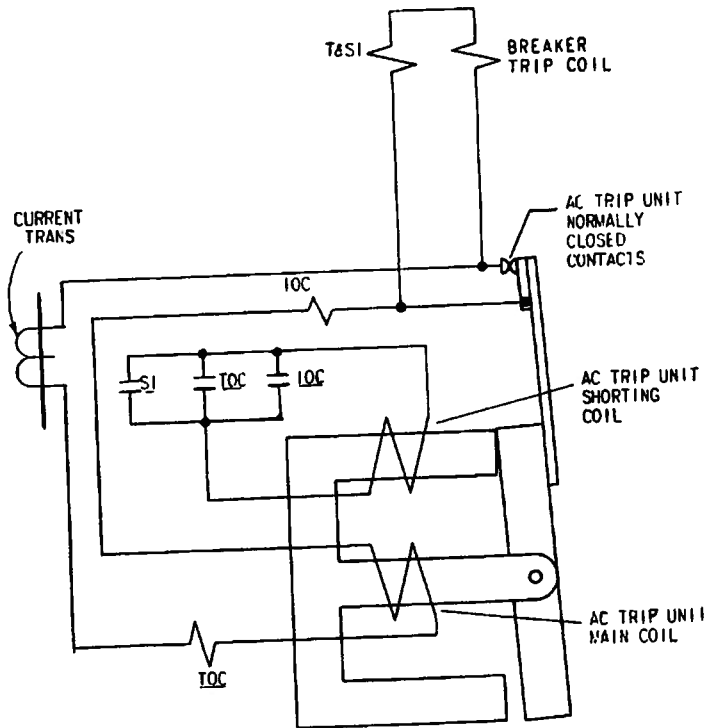 T&SI
BREAKER
TRIP COIL
AC TRIP UNIT
NORMALLY
CLOSED
CONTACTS
CURRENT
TRANS
IOC
SI
TOC
IOC
AC TRIP UNIT
SHORTING
COIL
AC TRIP UNIT
MAIN COIL
TOC